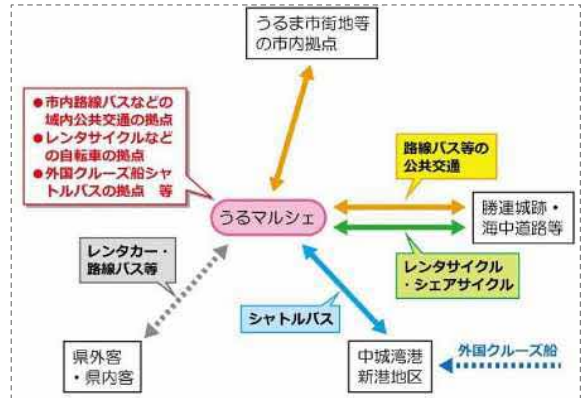 うるま市街地等
の市内拠点
●市内路線バスなどの
域内公共交通の拠点
●レンタサイクルなど
の自転車の拠点
●外国クルーズ船シャ
トルバスの拠点 等
路線バス等の
公共交通
うるマルシェ
勝連城跡・
海中道路等
レンタカー・
路線バス等
レンタサイクル
・シェアサイクル
シャトルバス
県外客
・県内客
中城湾港
新港地区
外国クルーズ船